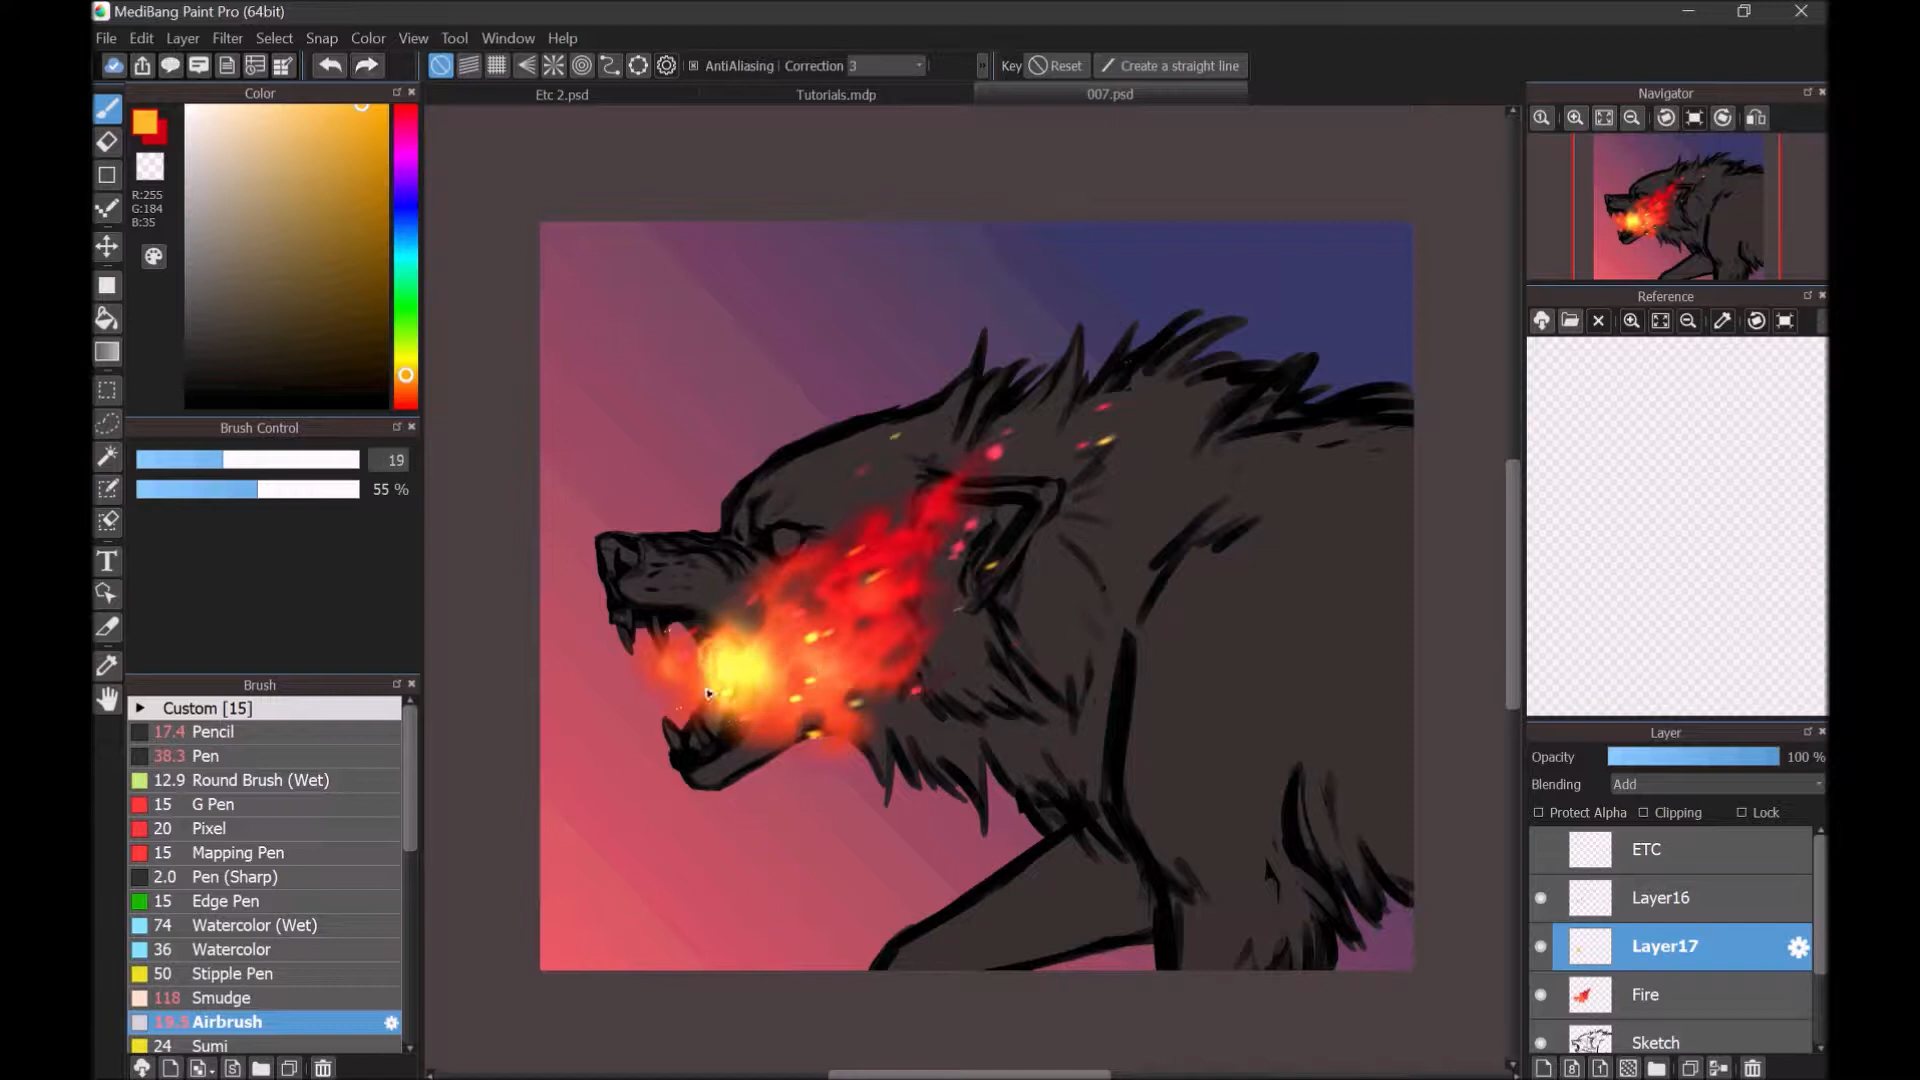 MediBang Paint Pro (64bit)
File Edit Layer Filter Select Snap Color View Tool Window Help
AntiAliasing Correction 3 Key Reset Create a straight line
Color
Etc 2.psd Tutorials.mdp 007.psd
Navigator
R:255
G:184
B:35
Brush Control
19
55 %
Brush
Custom [15]
17.4 Pencil
38.3 Pen
12.9 Round Brush (Wet)
15 G Pen
20 Pixel
15 Mapping Pen
2.0 Pen (Sharp)
15 Edge Pen
74 Watercolor (Wet)
36 Watercolor
50 Stipple Pen
118 Smudge
19.5 Airbrush
24 Sumi
Reference
Layer
Opacity 100 %
Blending Add
Protect Alpha Clipping Lock
ETC
Layer16
Layer17
Fire
Sketch